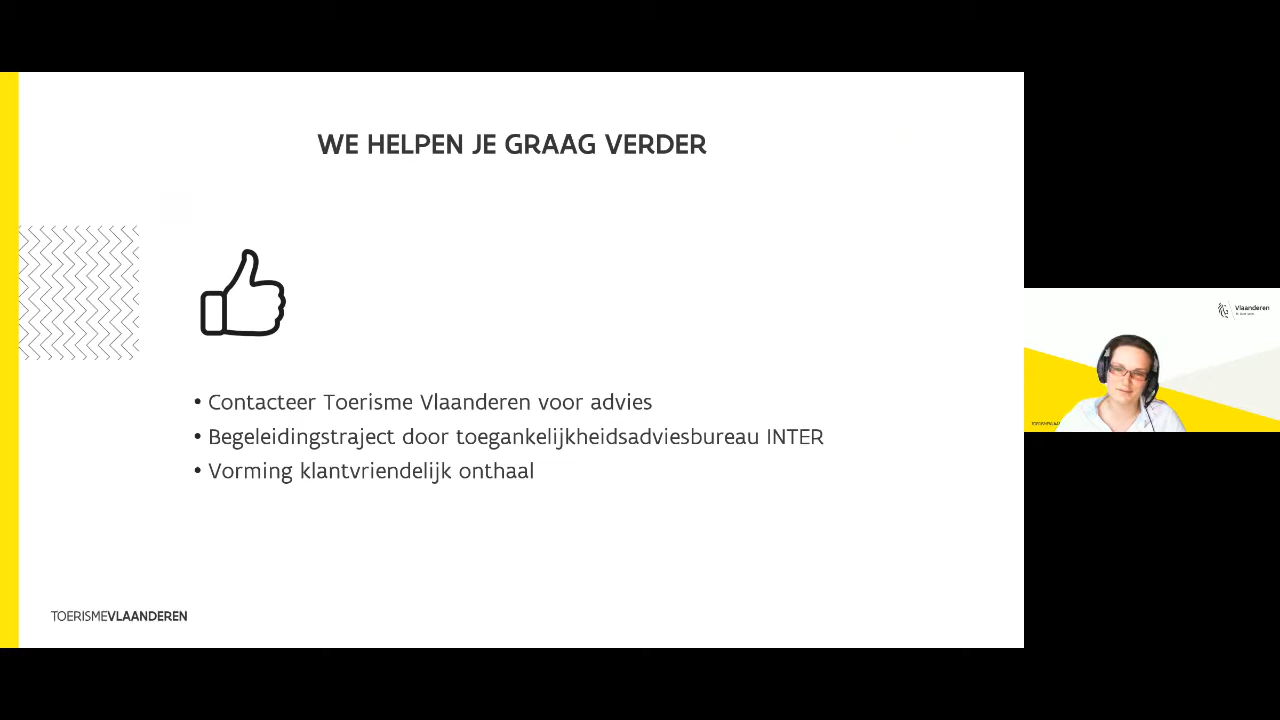 WE HELPEN JE GRAAG VERDER
• Contacteer Toerisme Vlaanderen voor advies
• Begeleidingstraject door toegankelijkheidsadviesbureau INTER
• Vorming klantvriendelijk onthaal
TOERISMEVLAANDEREN
Vlaanderen